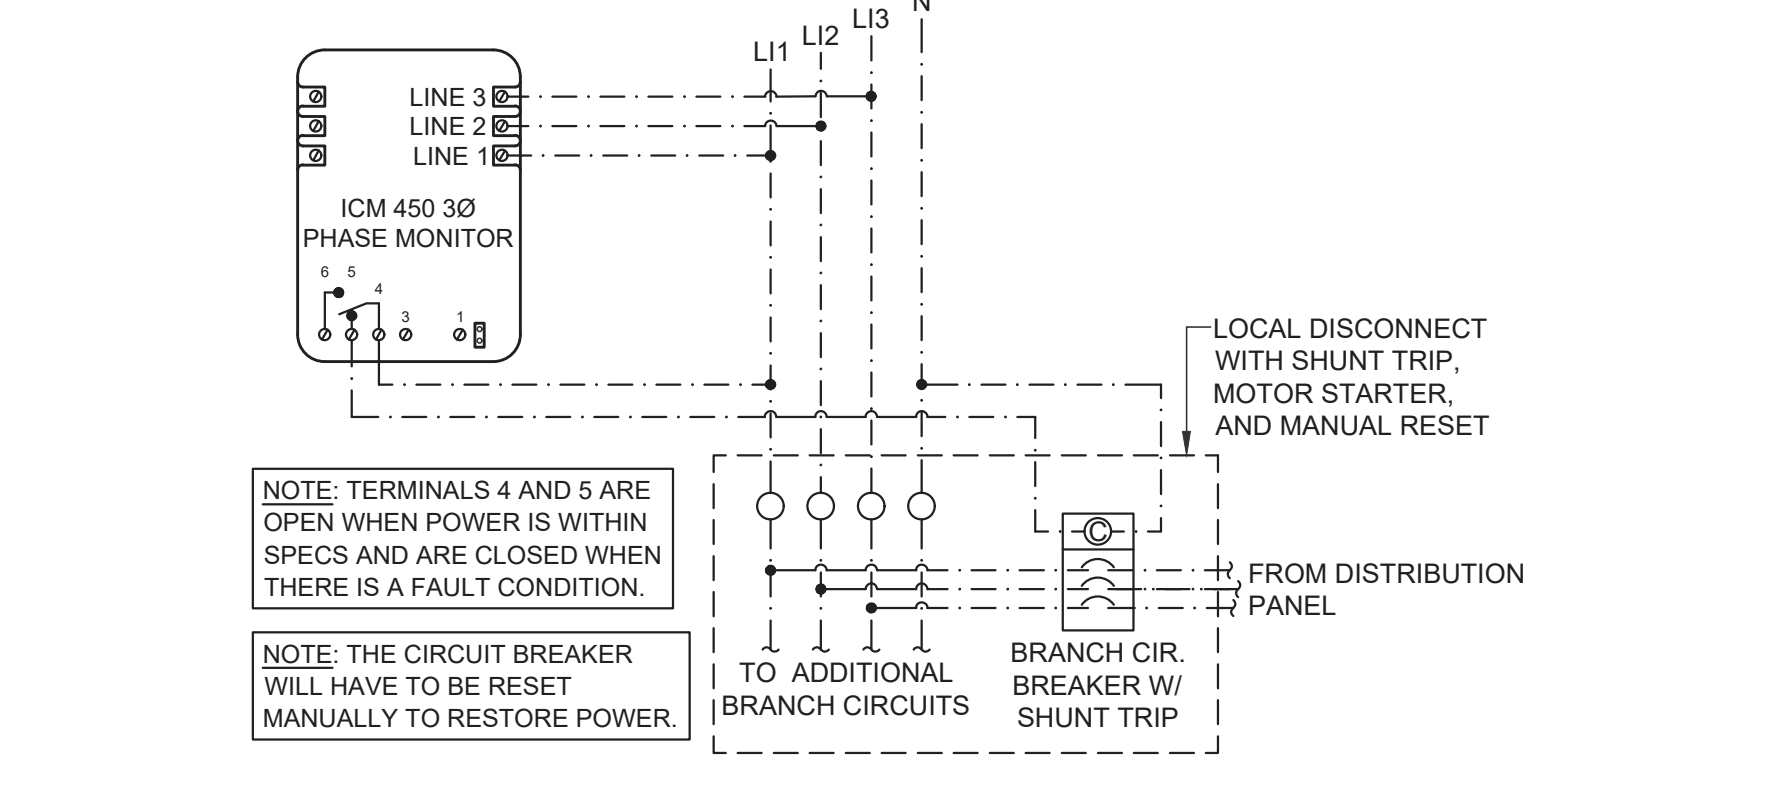 N
LI3
LI2
LI1
LINE 3
LINE 2
LINE 1
ICM 450 3Ø
PHASE MONITOR
6 5
4
3
1
LOCAL DISCONNECT
WITH SHUNT TRIP,
MOTOR STARTER,
AND MANUAL RESET
NOTE: TERMINALS 4 AND 5 ARE
OPEN WHEN POWER IS WITHIN
SPECS AND ARE CLOSED WHEN
THERE IS A FAULT CONDITION.
C
FROM DISTRIBUTION
PANEL
NOTE: THE CIRCUIT BREAKER
WILL HAVE TO BE RESET
MANUALLY TO RESTORE POWER.
TO ADDITIONAL
BRANCH CIRCUITS
BRANCH CIR.
BREAKER W/
SHUNT TRIP